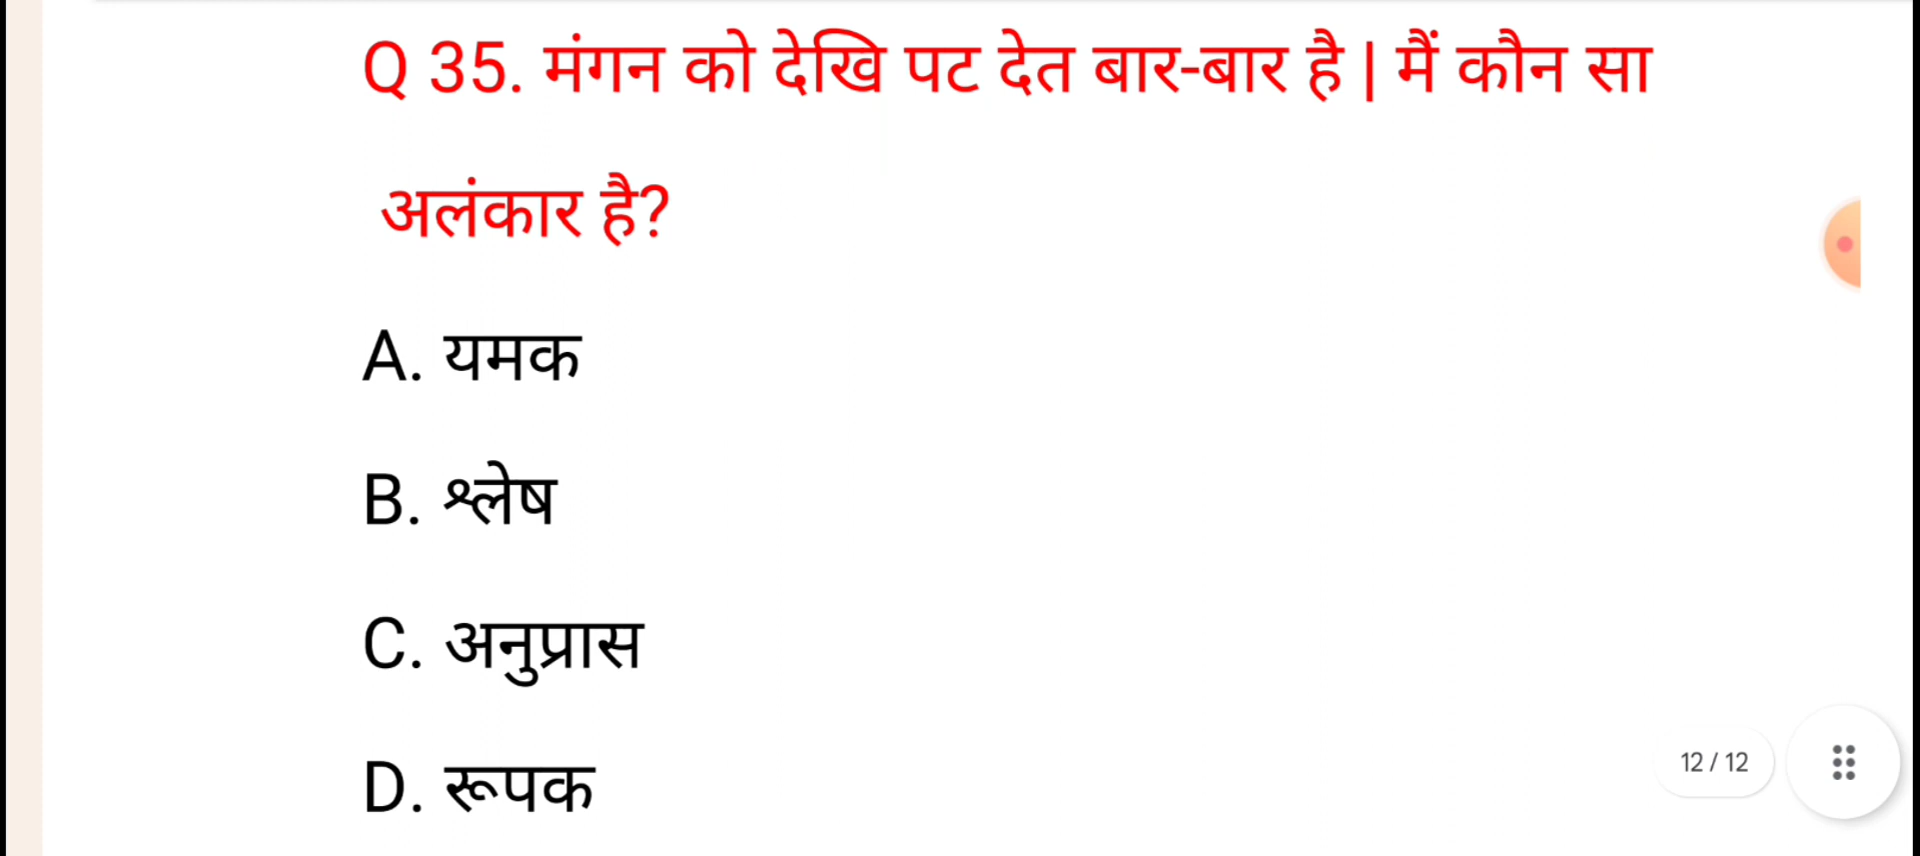 Q 35. मंगन को देखि पट देत बार-बार है | मैं कौन सा
अलंकार है?
A. यमक
B. श्लेष
C. अनुप्रास
D. रूपक
12 / 12